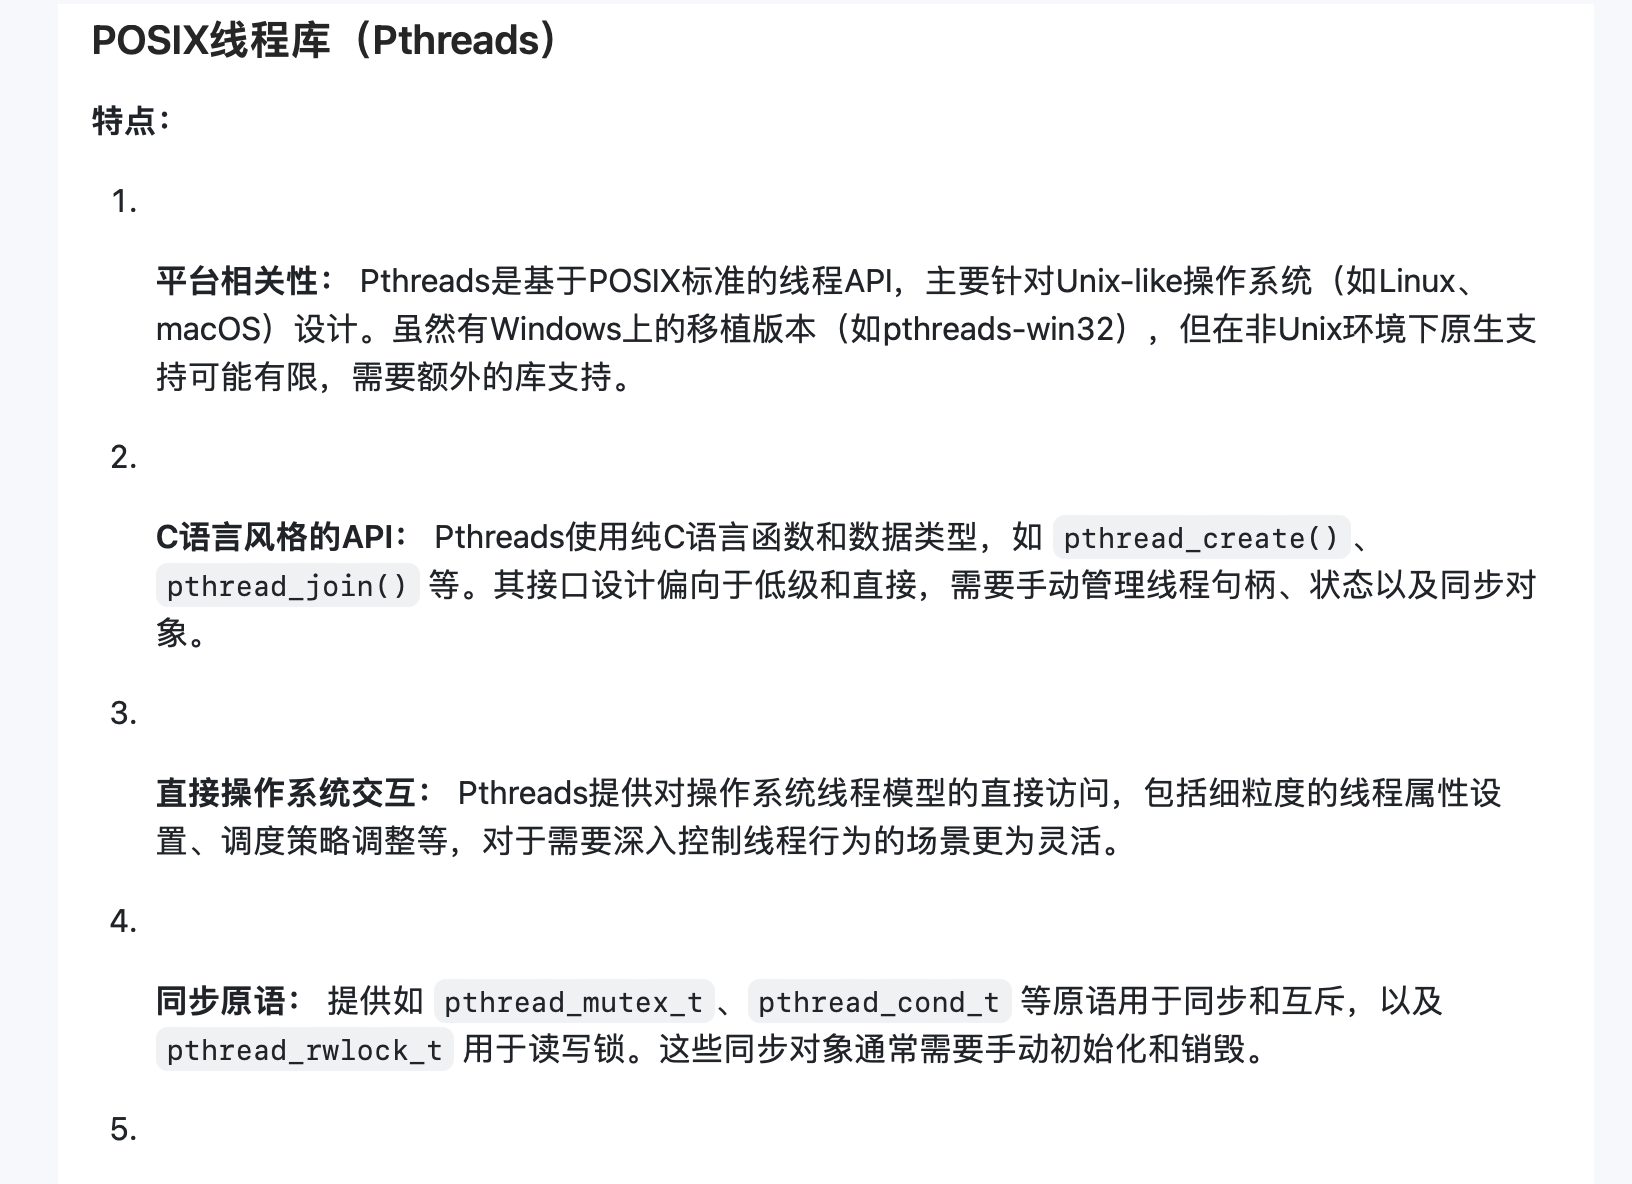 POSIX线程库（Pthreads）
特点：
1.
平台相关性： Pthreads是基于POSIX标准的线程API，主要针对Unix-like操作系统（如Linux、
macOS）设计。虽然有Windows上的移植版本（如pthreads-win32），但在非Unix环境下原生支
持可能有限，需要额外的库支持。
2.
C语言风格的API： Pthreads使用纯C语言函数和数据类型，如 pthread_create()、
pthread_join() 等。其接口设计偏向于低级和直接，需要手动管理线程句柄、状态以及同步对
象。
3.
直接操作系统交互： Pthreads提供对操作系统线程模型的直接访问，包括细粒度的线程属性设
置、调度策略调整等，对于需要深入控制线程行为的场景更为灵活。
4.
同步原语： 提供如 pthread_mutex_t、pthread_cond_t 等原语用于同步和互斥，以及
pthread_rwlock_t 用于读写锁。这些同步对象通常需要手动初始化和销毁。
5.